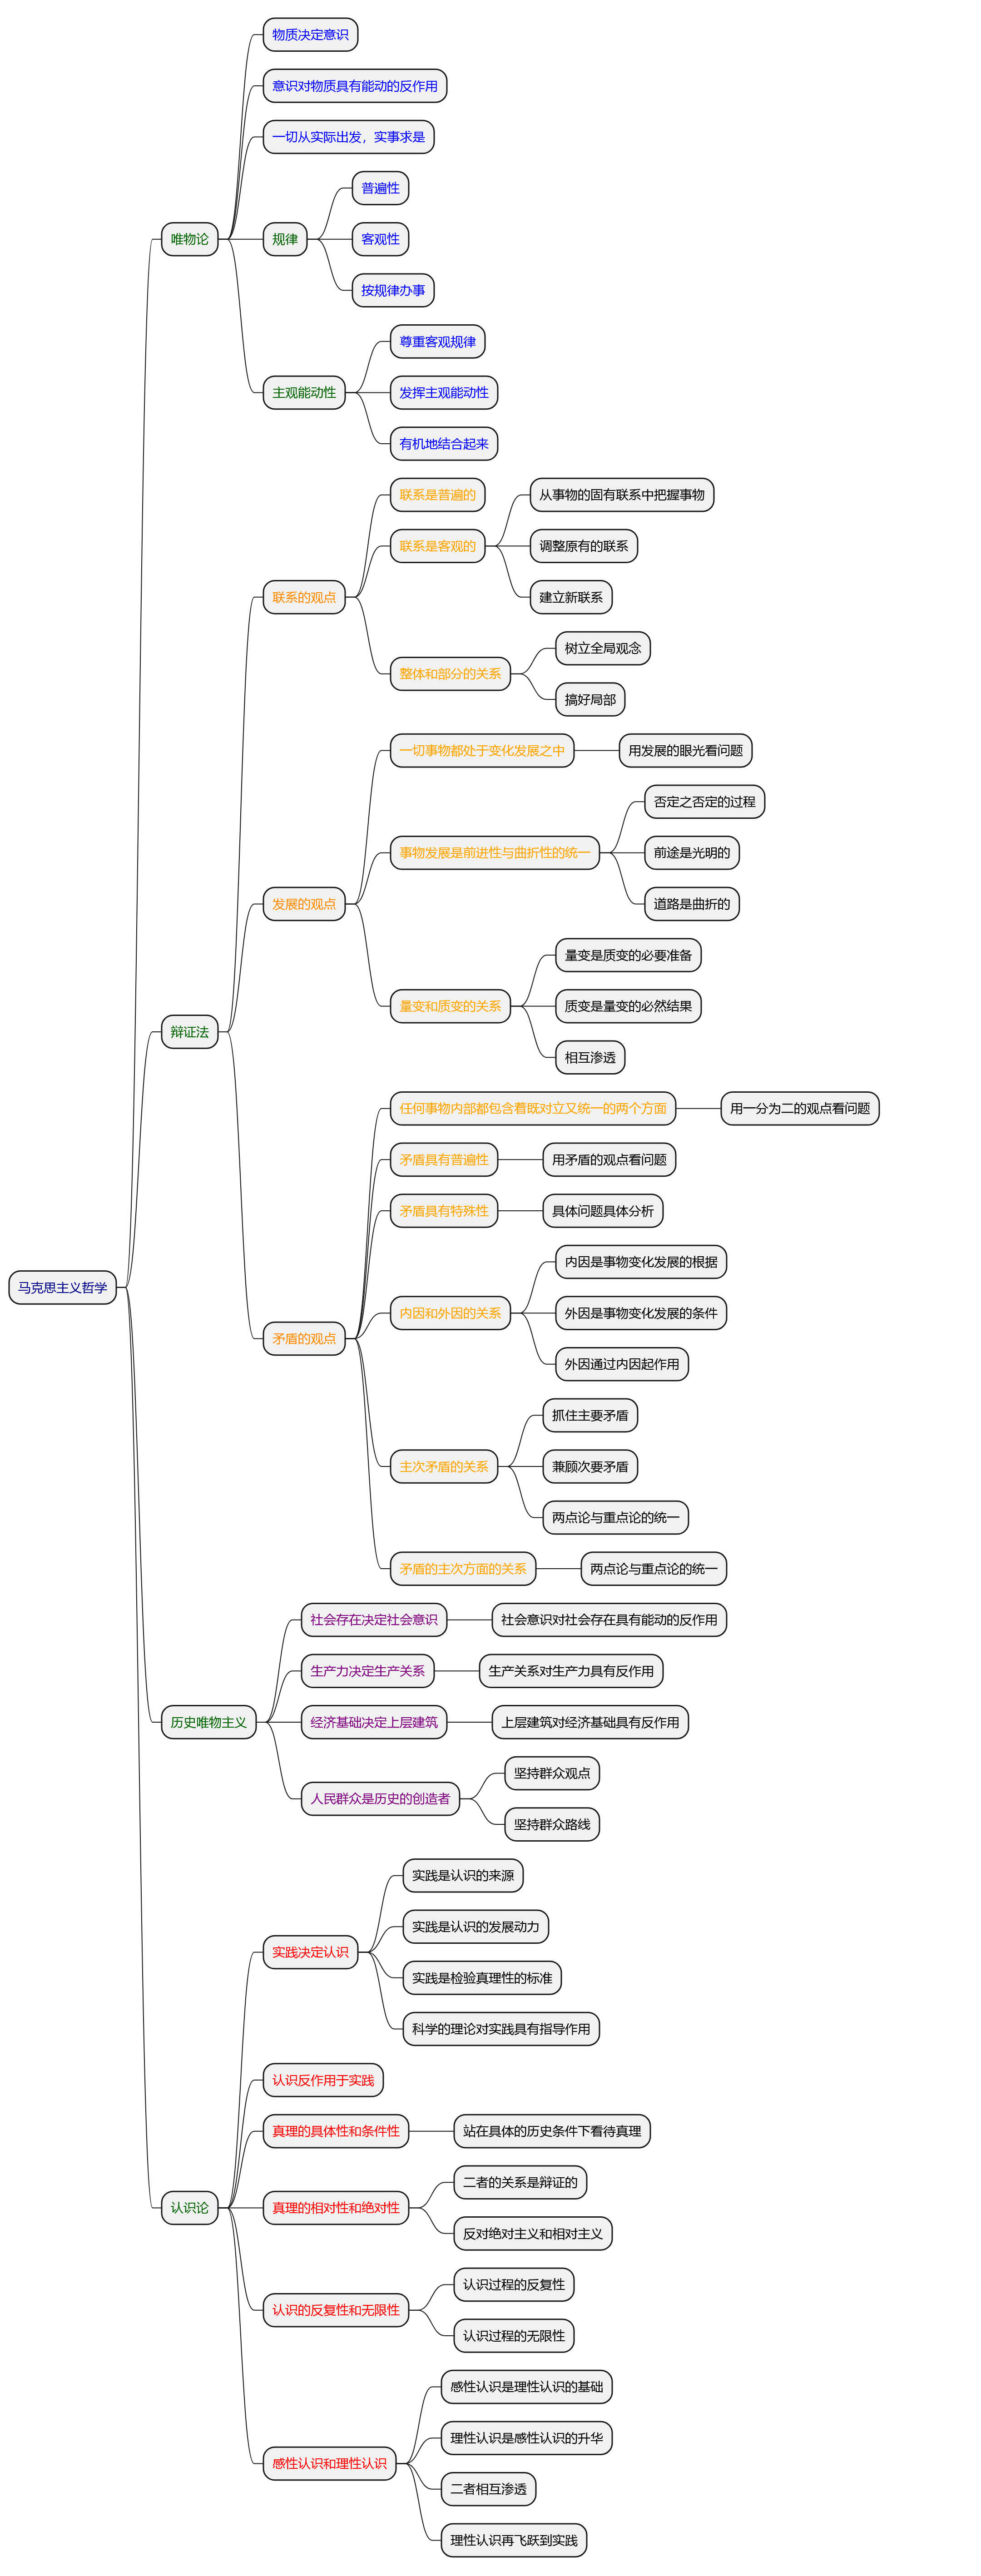 马克思主义哲学
唯物论
物质决定意识
意识对物质具有能动的反作用
一切从实际出发，实事求是
规律
普遍性
客观性
按规律办事
主观能动性
尊重客观规律
发挥主观能动性
有机地结合起来
辩证法
联系的观点
联系是普遍的
联系是客观的
从事物的固有联系中把握事物
调整原有的联系
建立新联系
整体和部分的关系
树立全局观念
搞好局部
发展的观点
一切事物都处于变化发展之中
用发展的眼光看问题
事物发展是前进性与曲折性的统一
否定之否定的过程
前途是光明的
道路是曲折的
量变和质变的关系
量变是质变的必要准备
质变是量变的必然结果
相互渗透
矛盾的观点
任何事物内部都包含着既对立又统一的两个方面
用一分为二的观点看问题
矛盾具有普遍性
用矛盾的观点看问题
矛盾具有特殊性
具体问题具体分析
内因和外因的关系
内因是事物变化发展的根据
外因是事物变化发展的条件
外因通过内因起作用
主次矛盾的关系
抓住主要矛盾
兼顾次要矛盾
两点论与重点论的统一
矛盾的主次方面的关系
两点论与重点论的统一
历史唯物主义
社会存在决定社会意识
社会意识对社会存在具有能动的反作用
生产力决定生产关系
生产关系对生产力具有反作用
经济基础决定上层建筑
上层建筑对经济基础具有反作用
人民群众是历史的创造者
坚持群众观点
坚持群众路线
认识论
实践决定认识
实践是认识的来源
实践是认识的发展动力
实践是检验真理性的标准
科学的理论对实践具有指导作用
认识反作用于实践
真理的具体性和条件性
站在具体的历史条件下看待真理
真理的相对性和绝对性
二者的关系是辩证的
反对绝对主义和相对主义
认识的反复性和无限性
认识过程的反复性
认识过程的无限性
感性认识和理性认识
感性认识是理性认识的基础
理性认识是感性认识的升华
二者相互渗透
理性认识再飞跃到实践